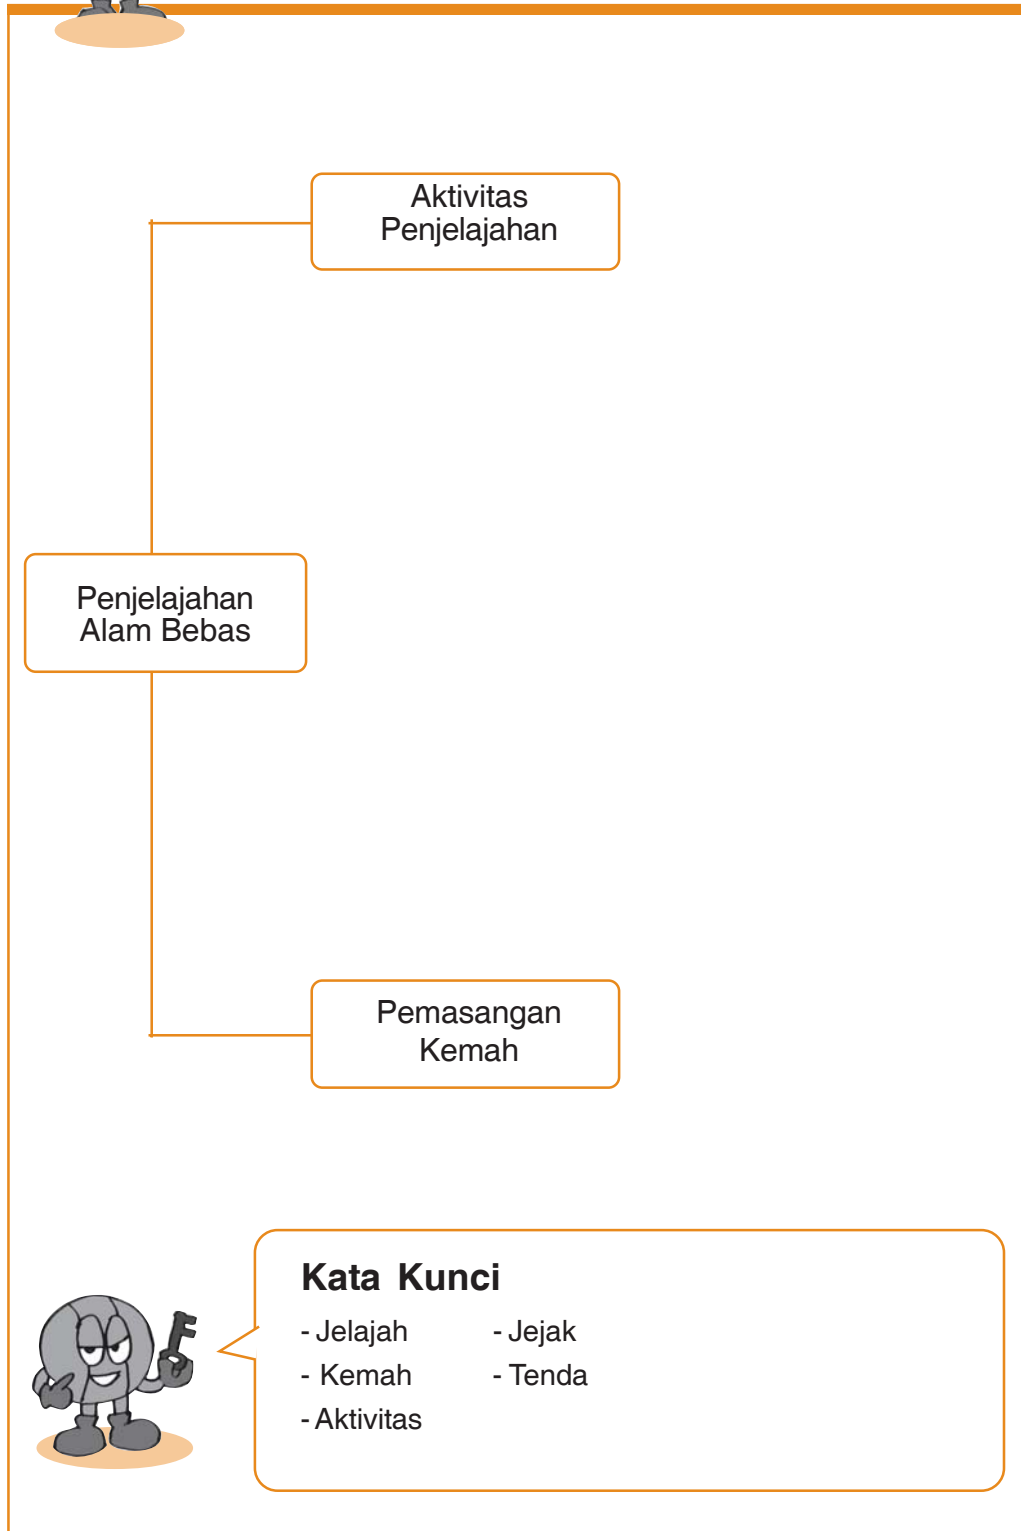 Aktivitas
Penjelajahan
Penjelajahan
Alam Bebas
Pemasangan
Kemah
Kata Kunci
- Jelajah - Jejak
- Kemah - Tenda
- Aktivitas